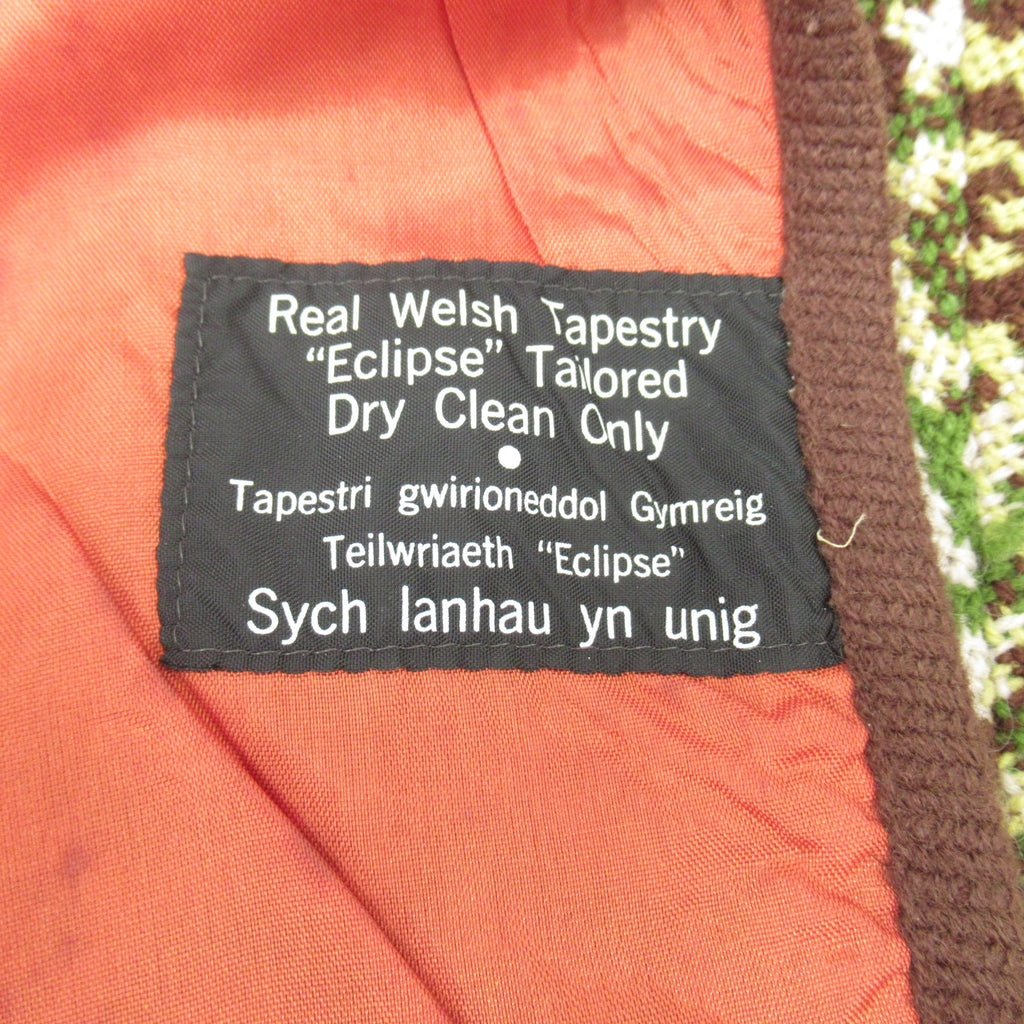 Real Welsh Tapestry
“Eclipse” Tailored
Dry Clean Only
Tapestri gwirioneddol Gymreig
Teilwriaeth “Eclipse”
Sych lanhau yn unig